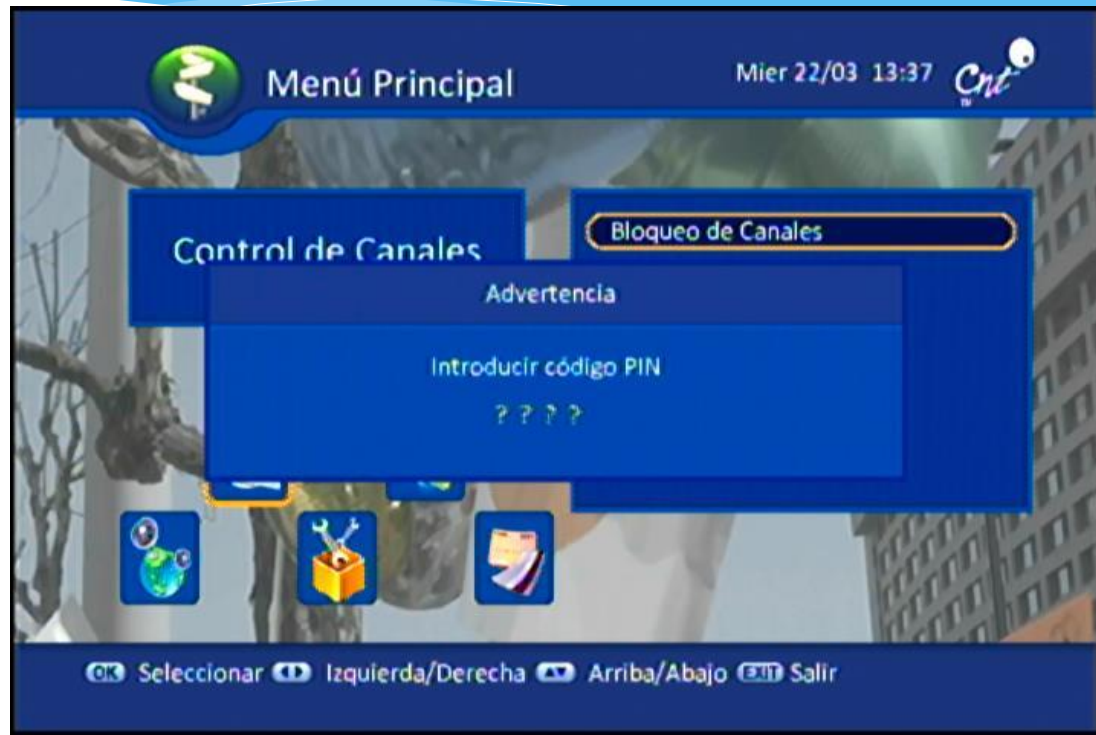 Menú Principal
Mier 22/03 13:37
Cnt
TV
Control de Canales
Bloqueo de Canales
Advertencia
Introducir código PIN
? ? ? ?
OK Seleccionar Izquierda/Derecha Arriba/Abajo EXIT Salir